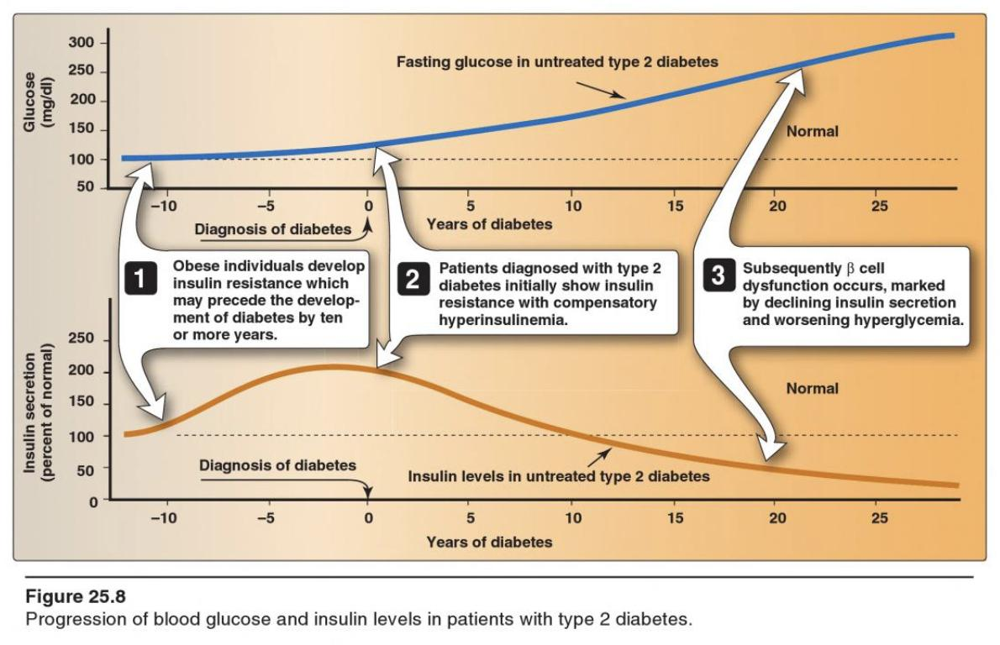 300
250
200
150
100
50
Glucose
(mg/dl)
Fasting glucose in untreated type 2 diabetes
Normal
–10
–5
0
5
10
15
20
25
Diagnosis of diabetes
Years of diabetes
1
Obese individuals develop
insulin resistance which
may precede the develop-
ment of diabetes by ten
or more years.
2
Patients diagnosed with type 2
diabetes initially show insulin
resistance with compensatory
hyperinsulinemia.
3
Subsequently β cell
dysfunction occurs, marked
by declining insulin secretion
and worsening hyperglycemia.
250
200
150
100
50
0
Insulin secretion
(percent of normal)
Normal
Diagnosis of diabetes
Insulin levels in untreated type 2 diabetes
–10
–5
0
5
10
15
20
25
Years of diabetes
Figure 25.8
Progression of blood glucose and insulin levels in patients with type 2 diabetes.